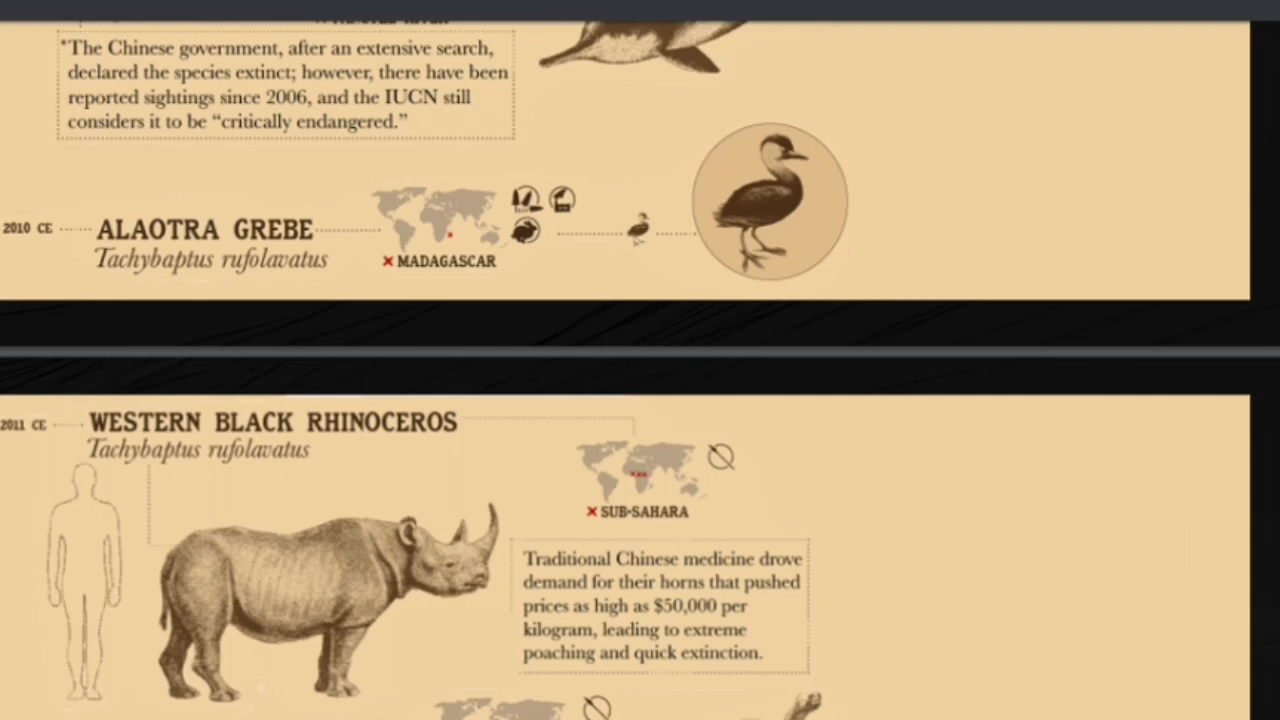 *The Chinese government, after an extensive search,
declared the species extinct; however, there have been
reported sightings since 2006, and the IUCN still
considers it to be “critically endangered.”
2010 CE
ALAOTRA GREBE
Tachybaptus rufolavatus
× MADAGASCAR
2011 CE
WESTERN BLACK RHINOCEROS
Tachybaptus rufolavatus
× SUB-SAHARA
Traditional Chinese medicine drove
demand for their horns that pushed
prices as high as $50,000 per
kilogram, leading to extreme
poaching and quick extinction.